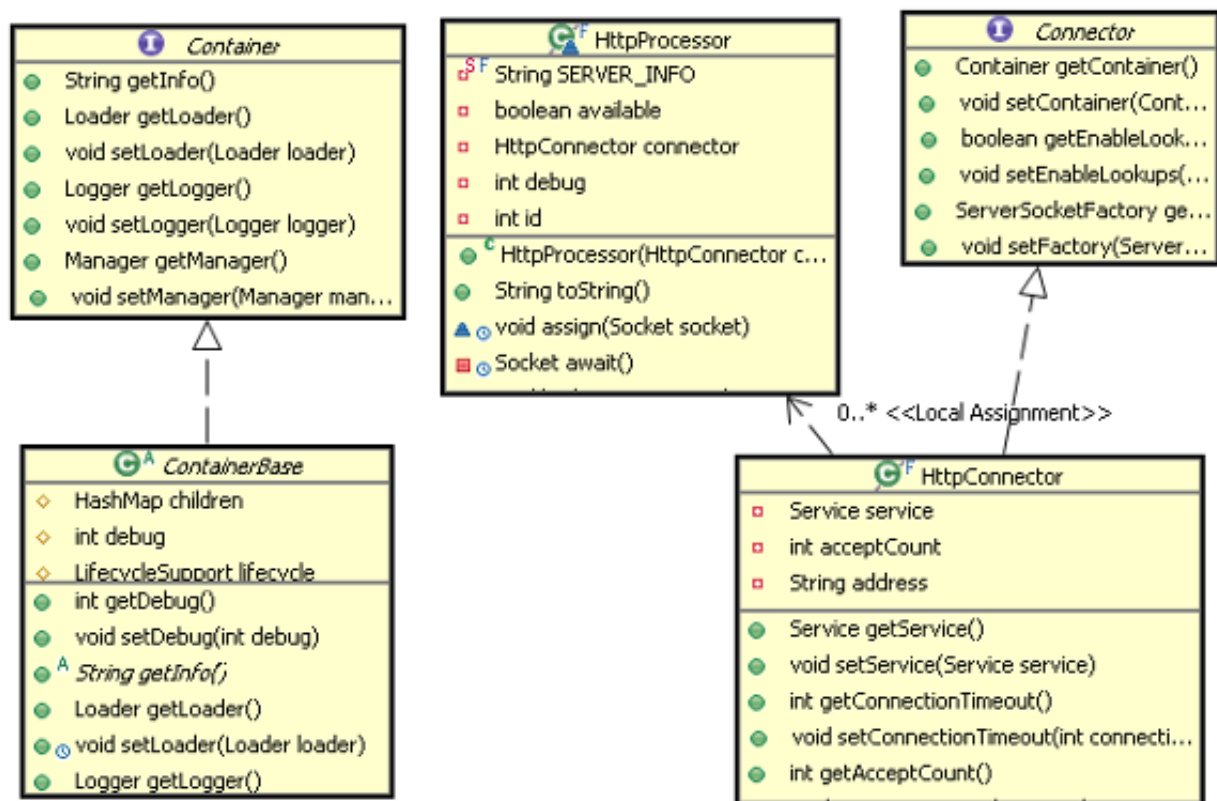 Container
String getInfo()
Loader getLoader()
void setLoader(Loader loader)
Logger getLogger()
void setLogger(Logger logger)
Manager getManager()
void setManager(Manager man...
HttpProcessor
String SERVER_INFO
boolean available
HttpConnector connector
int debug
int id
HttpProcessor(HttpConnector c...
String toString()
void assign(Socket socket)
Socket await()
Connector
Container getContainer()
void setContainer(Cont...
boolean getEnableLook...
void setEnableLookups(...
ServerSocketFactory ge...
void setFactory(Server...
0..* <<Local Assignment>>
ContainerBase
HashMap children
int debug
LifecycleSupport lifecycle
int getDebug()
void setDebug(int debug)
String getInfo()
Loader getLoader()
void setLoader(Loader loader)
Logger getLogger()
HttpConnector
Service service
int acceptCount
String address
Service getService()
void setService(Service service)
int getConnectionTimeout()
void setConnectionTimeout(int connecti...
int getAcceptCount()